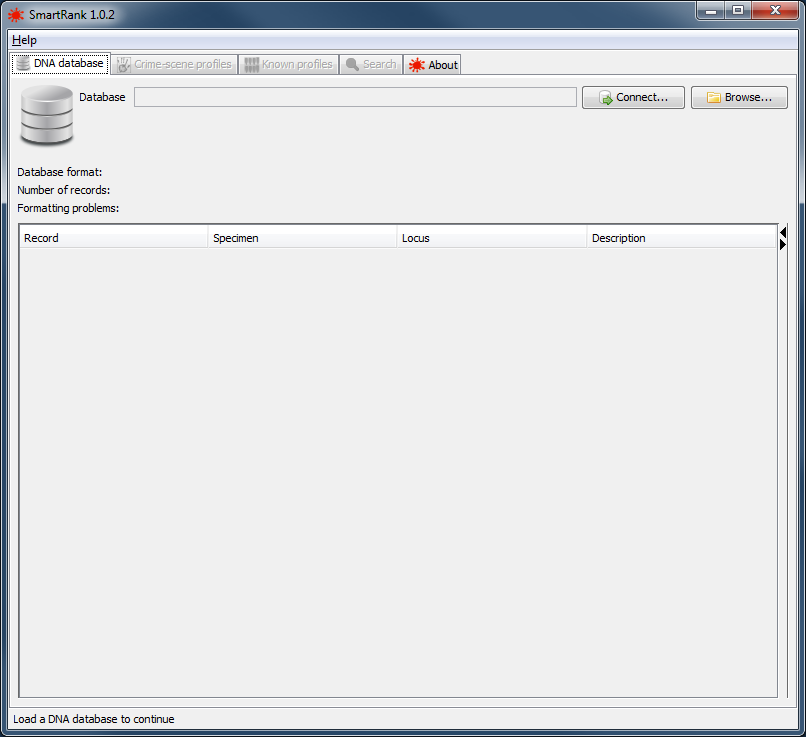 SmartRank 1.0.2
Help
DNA database Crime-scene profiles Known profiles Search About
Database Connect... Browse...
Database format:
Number of records:
Formatting problems:
Record Specimen Locus Description
Load a DNA database to continue